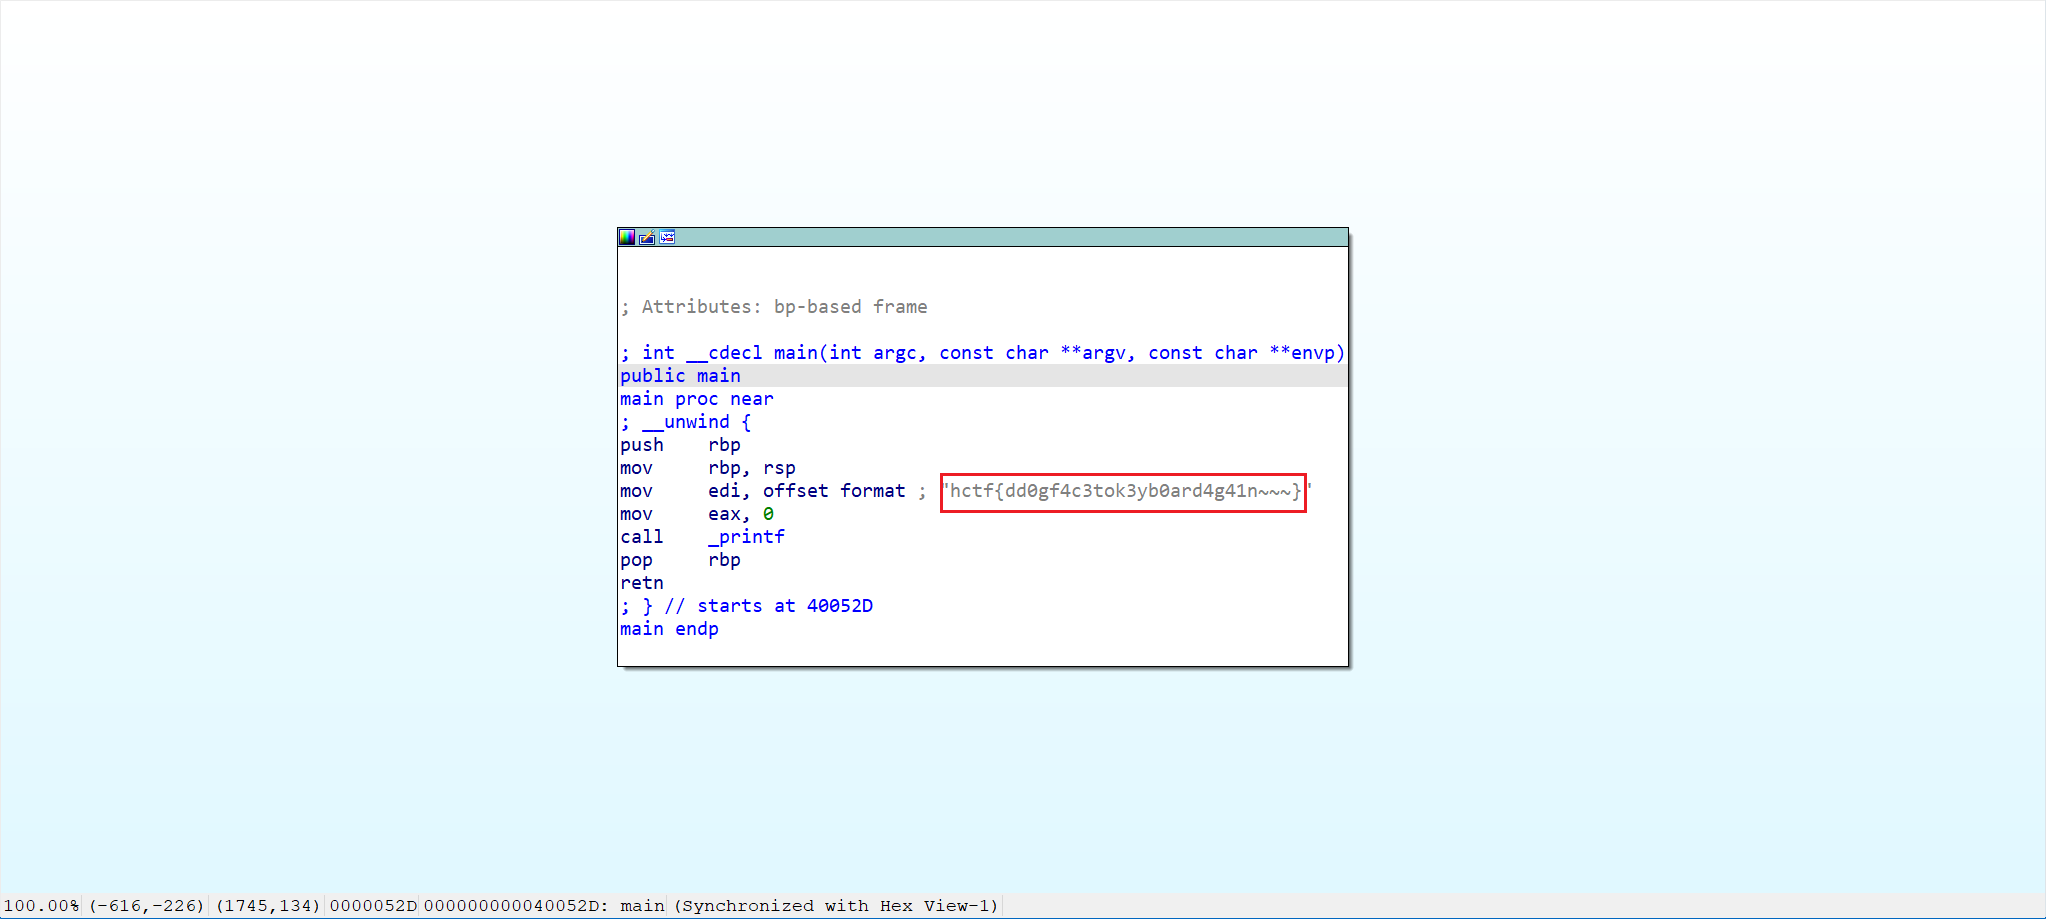 ; Attributes: bp-based frame
; int __cdecl main(int argc, const char **argv, const char **envp)
public main
main proc near
; __unwind {
push    rbp
mov     rbp, rsp
mov     edi, offset format ; "hctf{dd0gf4c3tok3yb0ard4g41n~~~}"
mov     eax, 0
call    _printf
pop     rbp
retn
; } // starts at 40052D
main endp
100.00% (-616,-226) (1745,134) 0000052D 000000000040052D: main (Synchronized with Hex View-1)